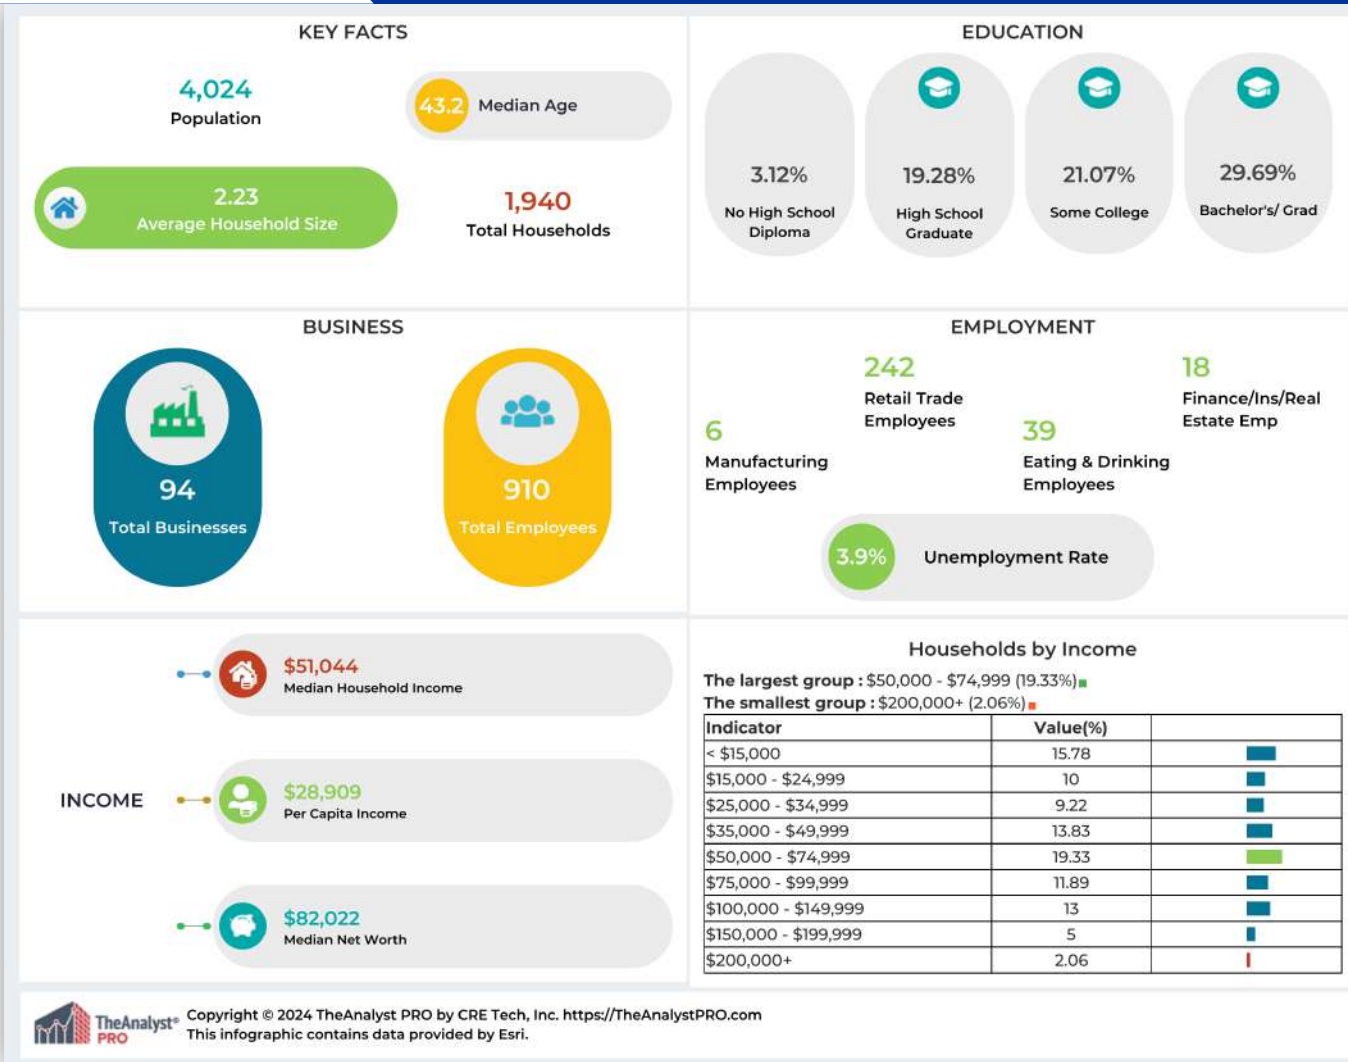 KEY FACTS
4,024
Population
43.2 Median Age
2.23
Average Household Size
1,940
Total Households
EDUCATION
3.12%
No High School
Diploma
19.28%
High School
Graduate
21.07%
Some College
29.69%
Bachelor's/ Grad
BUSINESS
94
Total Businesses
910
Total Employees
EMPLOYMENT
6
Manufacturing
Employees
242
Retail Trade
Employees
39
Eating & Drinking
Employees
18
Finance/Ins/Real
Estate Emp
3.9% Unemployment Rate
INCOME
$51,044
Median Household Income
$28,909
Per Capita Income
$82,022
Median Net Worth
Households by Income
The largest group : $50,000 - $74,999 (19.33%)
The smallest group : $200,000+ (2.06%)
Indicator Value(%)
< $15,000 15.78
$15,000 - $24,999 10
$25,000 - $34,999 9.22
$35,000 - $49,999 13.83
$50,000 - $74,999 19.33
$75,000 - $99,999 11.89
$100,000 - $149,999 13
$150,000 - $199,999 5
$200,000+ 2.06
TheAnalyst®
PRO
Copyright © 2024 TheAnalyst PRO by CRE Tech, Inc. https://TheAnalystPRO.com
This infographic contains data provided by Esri.